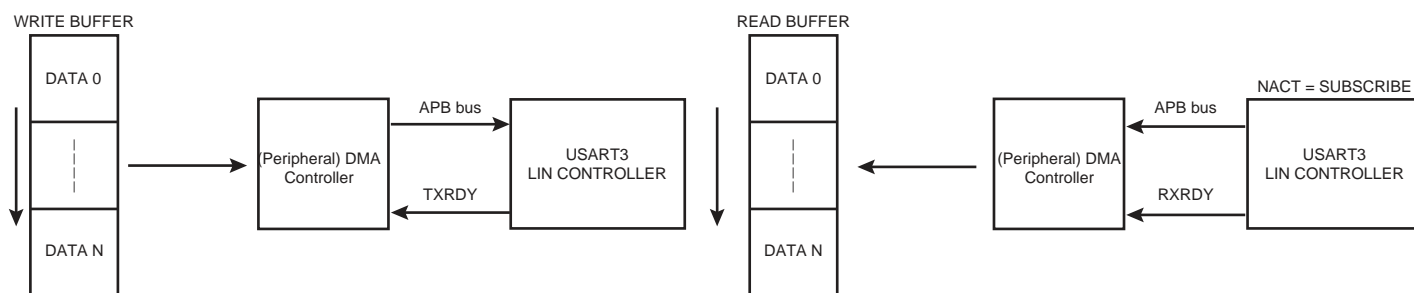 WRITE BUFFER
DATA 0
DATA N
(Peripheral) DMA
Controller
APB bus
TXRDY
USART3
LIN CONTROLLER
READ BUFFER
DATA 0
DATA N
(Peripheral) DMA
Controller
APB bus
RXRDY
NACT = SUBSCRIBE
USART3
LIN CONTROLLER